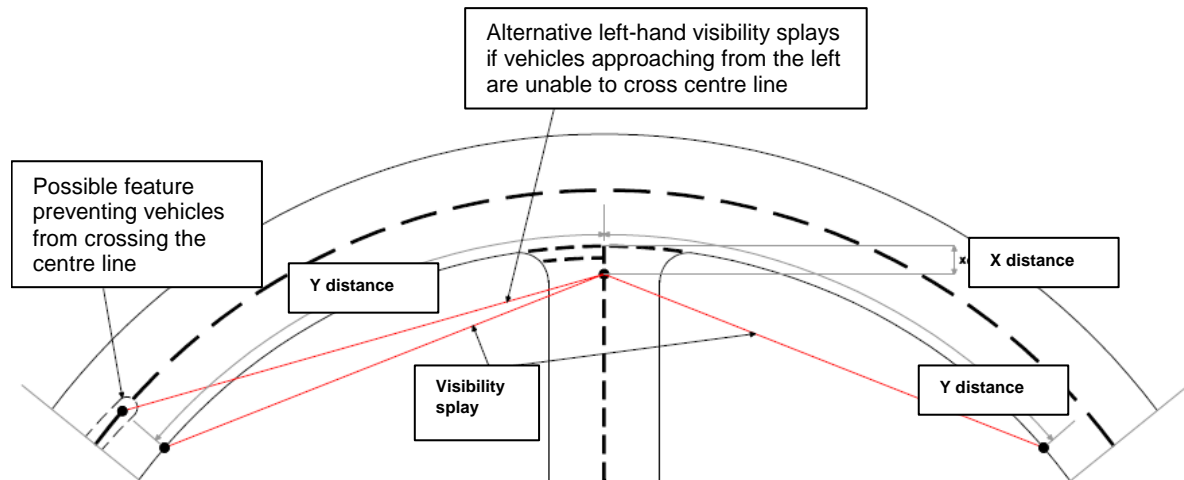 Alternative left-hand visibility splays
if vehicles approaching from the left
are unable to cross centre line
Possible feature
preventing vehicles
from crossing the
centre line
Y distance
x
X distance
Visibility
splay
Y distance